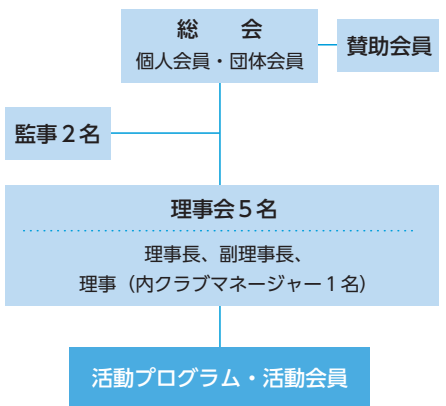 総　会
個人会員・団体会員
賛助会員
監事２名
理事会５名
理事長、副理事長、
理事（内クラブマネージャー１名）
活動プログラム・活動会員